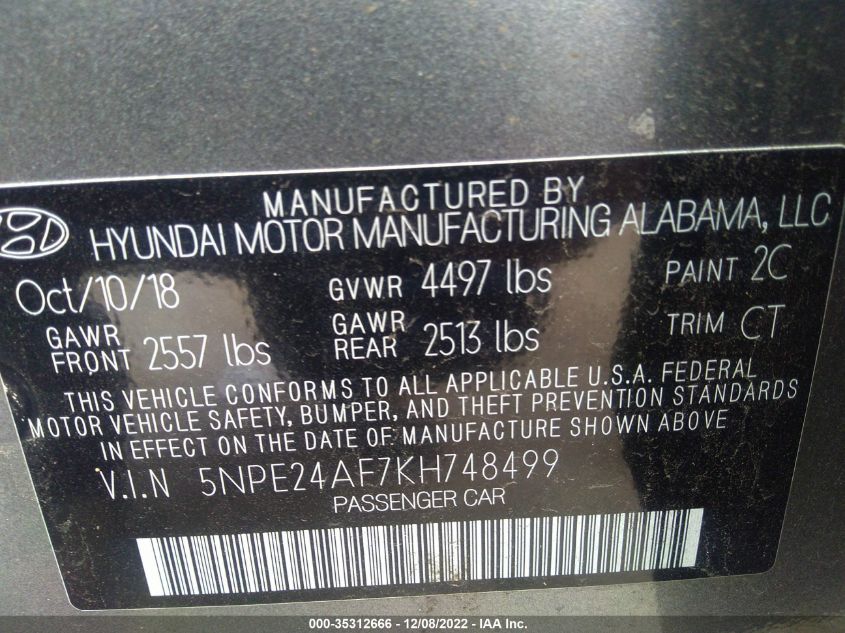 MANUFACTURED BY
HYUNDAI MOTOR MANUFACTURING ALABAMA, LLC
Oct/10/18 GVWR 4497 lbs PAINT 2C
GAWR FRONT 2557 lbs GAWR REAR 2513 lbs TRIM CT
THIS VEHICLE CONFORMS TO ALL APPLICABLE U.S.A. FEDERAL
MOTOR VEHICLE SAFETY, BUMPER, AND THEFT PREVENTION STANDARDS
IN EFFECT ON THE DATE OF MANUFACTURE SHOWN ABOVE
V.I.N 5NPE24AF7KH748499
PASSENGER CAR
000-35312666 - 12/08/2022 - IAA Inc.